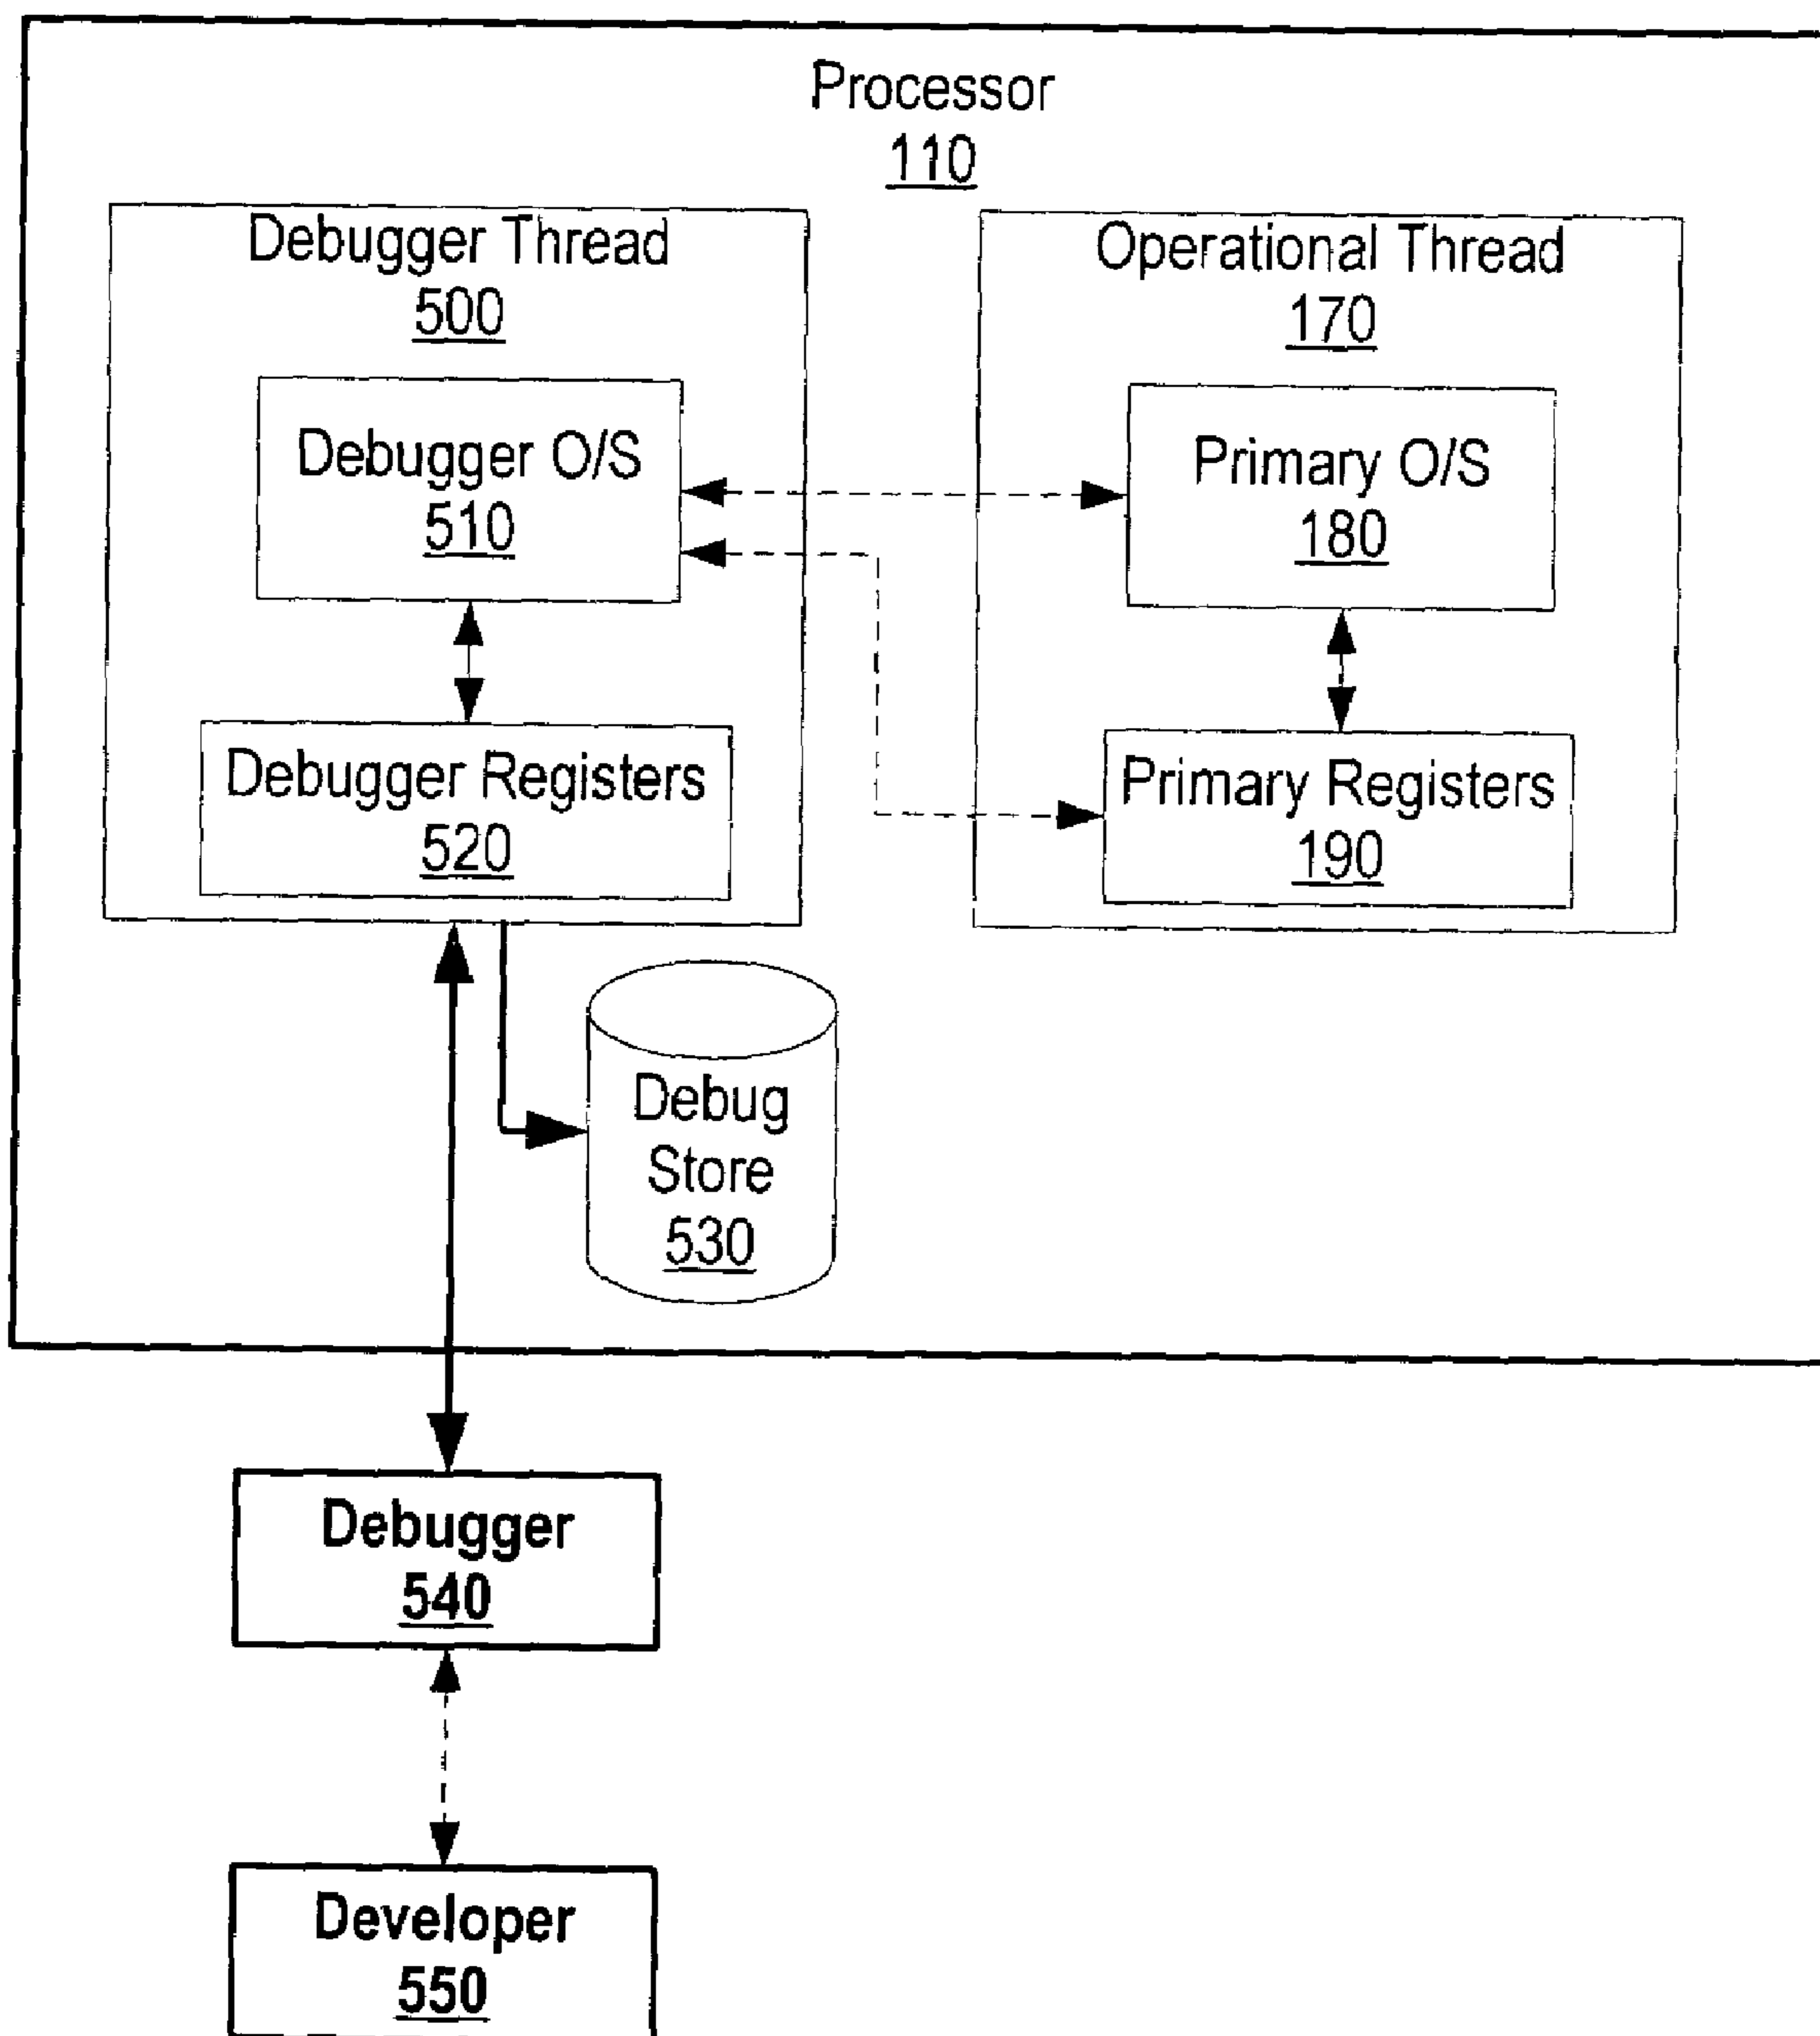 Processor
110
Debugger Thread
500
Operational Thread
170
Debugger O/S
510
Primary O/S
180
Debugger Registers
520
Primary Registers
190
Debug
Store
530
Debugger
540
Developer
550